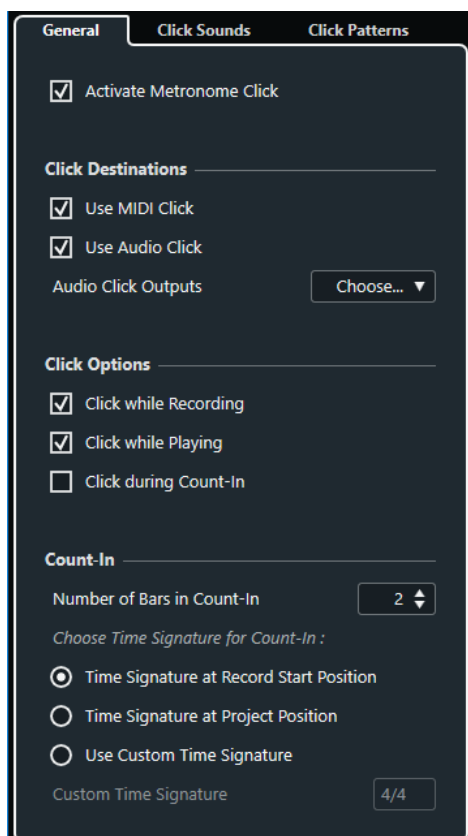 General Click Sounds Click Patterns
Activate Metronome Click
Click Destinations
Use MIDI Click
Use Audio Click
Audio Click Outputs Choose...
Click Options
Click while Recording
Click while Playing
Click during Count-In
Count-In
Number of Bars in Count-In 2
Choose Time Signature for Count-In :
Time Signature at Record Start Position
Time Signature at Project Position
Use Custom Time Signature
Custom Time Signature 4/4